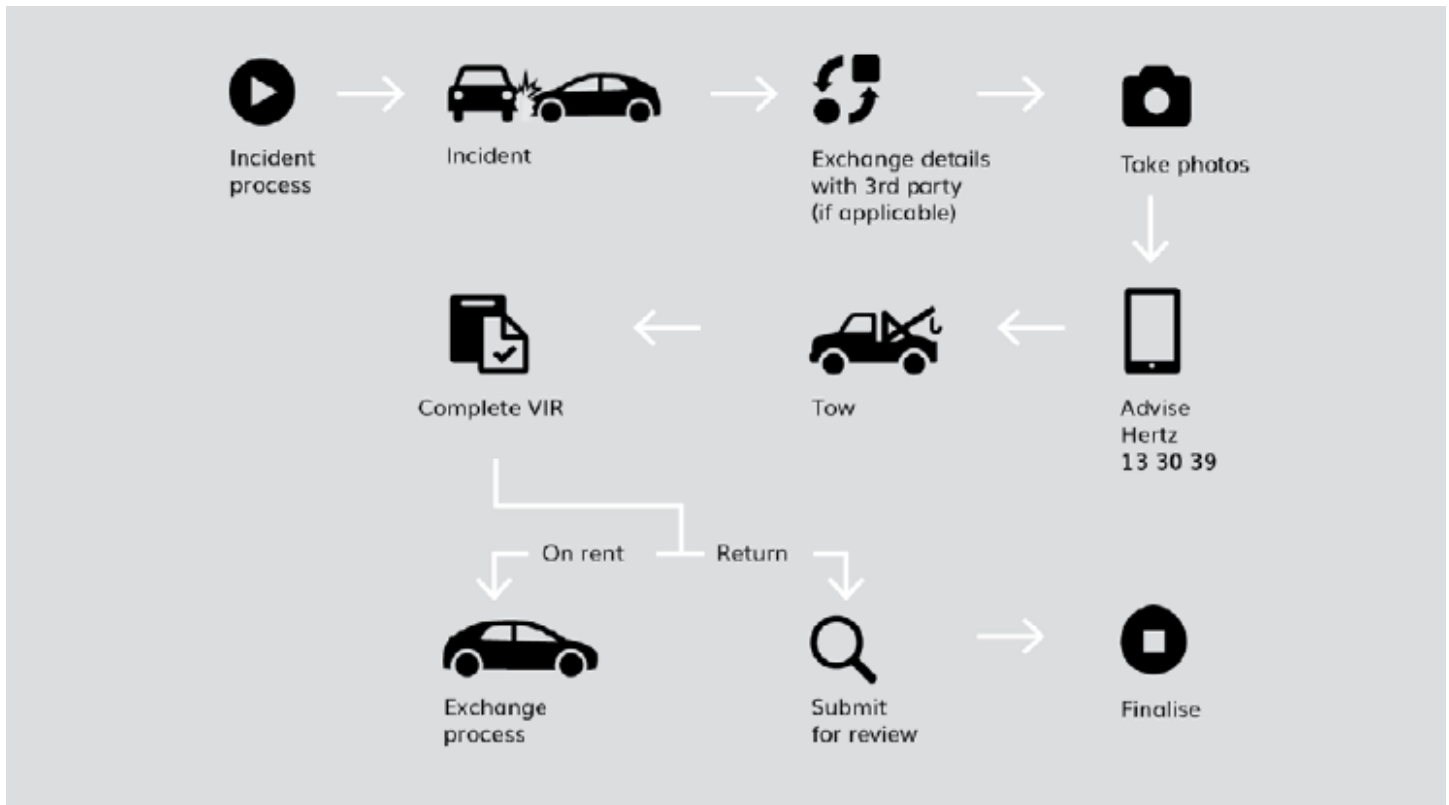 Incident
process
Incident
Exchange details
with 3rd party
(if applicable)
Take photos
Complete VIR
Tow
Advise
Hertz
13 30 39
On rent
Return
Exchange
process
Submit
for review
Finalise